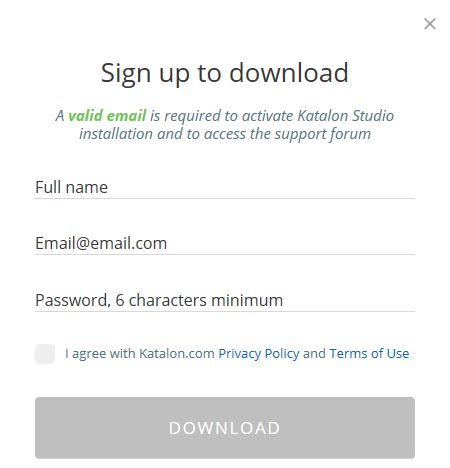 Sign up to download
A valid email is required to activate Katalon Studio
installation and to access the support forum
Full name
Email@email.com
Password, 6 characters minimum
I agree with Katalon.com Privacy Policy and Terms of Use
DOWNLOAD